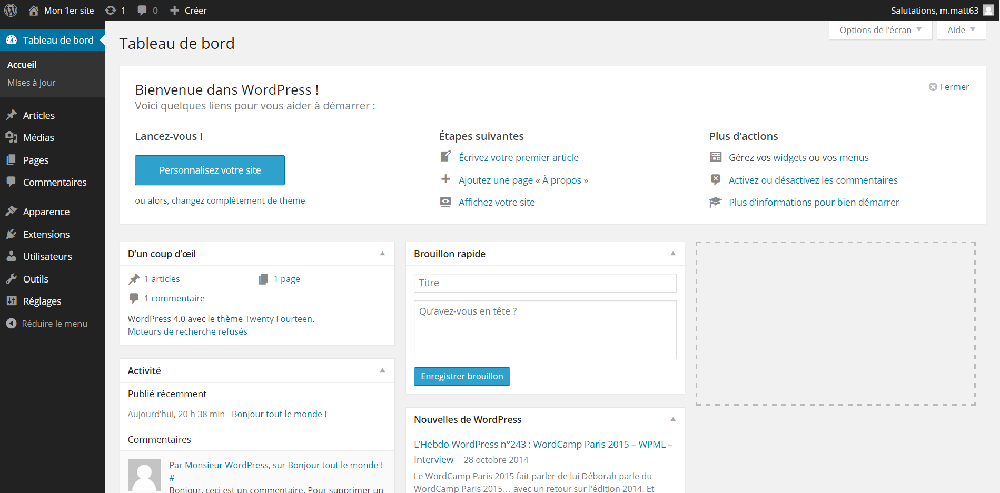 Mon 1er site 1 0 Créer
Salutations, m.matt63
Tableau de bord
Accueil
Mises à jour
Articles
Médias
Pages
Commentaires
Apparence
Extensions
Utilisateurs
Outils
Réglages
Réduire le menu
Options de l’écran
Aide
Tableau de bord
Bienvenue dans WordPress !
Fermer
Voici quelques liens pour vous aider à démarrer :
Lancez-vous !
Personnalisez votre site
ou alors, changez complètement de thème
Étapes suivantes
Écrivez votre premier article
Ajoutez une page « À propos »
Affichez votre site
Plus d’actions
Gérez vos widgets ou vos menus
Activez ou désactivez les commentaires
Plus d’informations pour bien démarrer
D’un coup d’œil
1 articles
1 page
1 commentaire
WordPress 4.0 avec le thème Twenty Fourteen.
Moteurs de recherche refusés
Activité
Publié récemment
Aujourd’hui, 20 h 38 min Bonjour tout le monde !
Commentaires
Par Monsieur WordPress, sur Bonjour tout le monde !
#
Bonjour, ceci est un commentaire. Pour supprimer un
Brouillon rapide
Titre
Qu’avez-vous en tête ?
Enregistrer brouillon
Nouvelles de WordPress
L’Hebdo WordPress n°243 : WordCamp Paris 2015 – WPML –
Interview 28 octobre 2014
Le WordCamp Paris 2015 fait parler de lui Déborah parle du
WordCamp Paris 2015… avec un retour sur l’édition 2014. Et